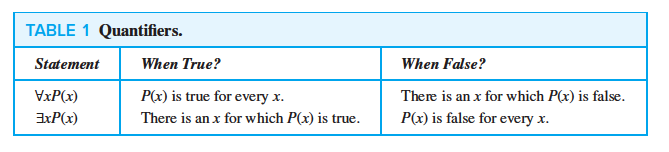 TABLE 1 Quantifiers.
Statement When True? When False?
∀xP(x) P(x) is true for every x. There is an x for which P(x) is false.
∃xP(x) There is an x for which P(x) is true. P(x) is false for every x.